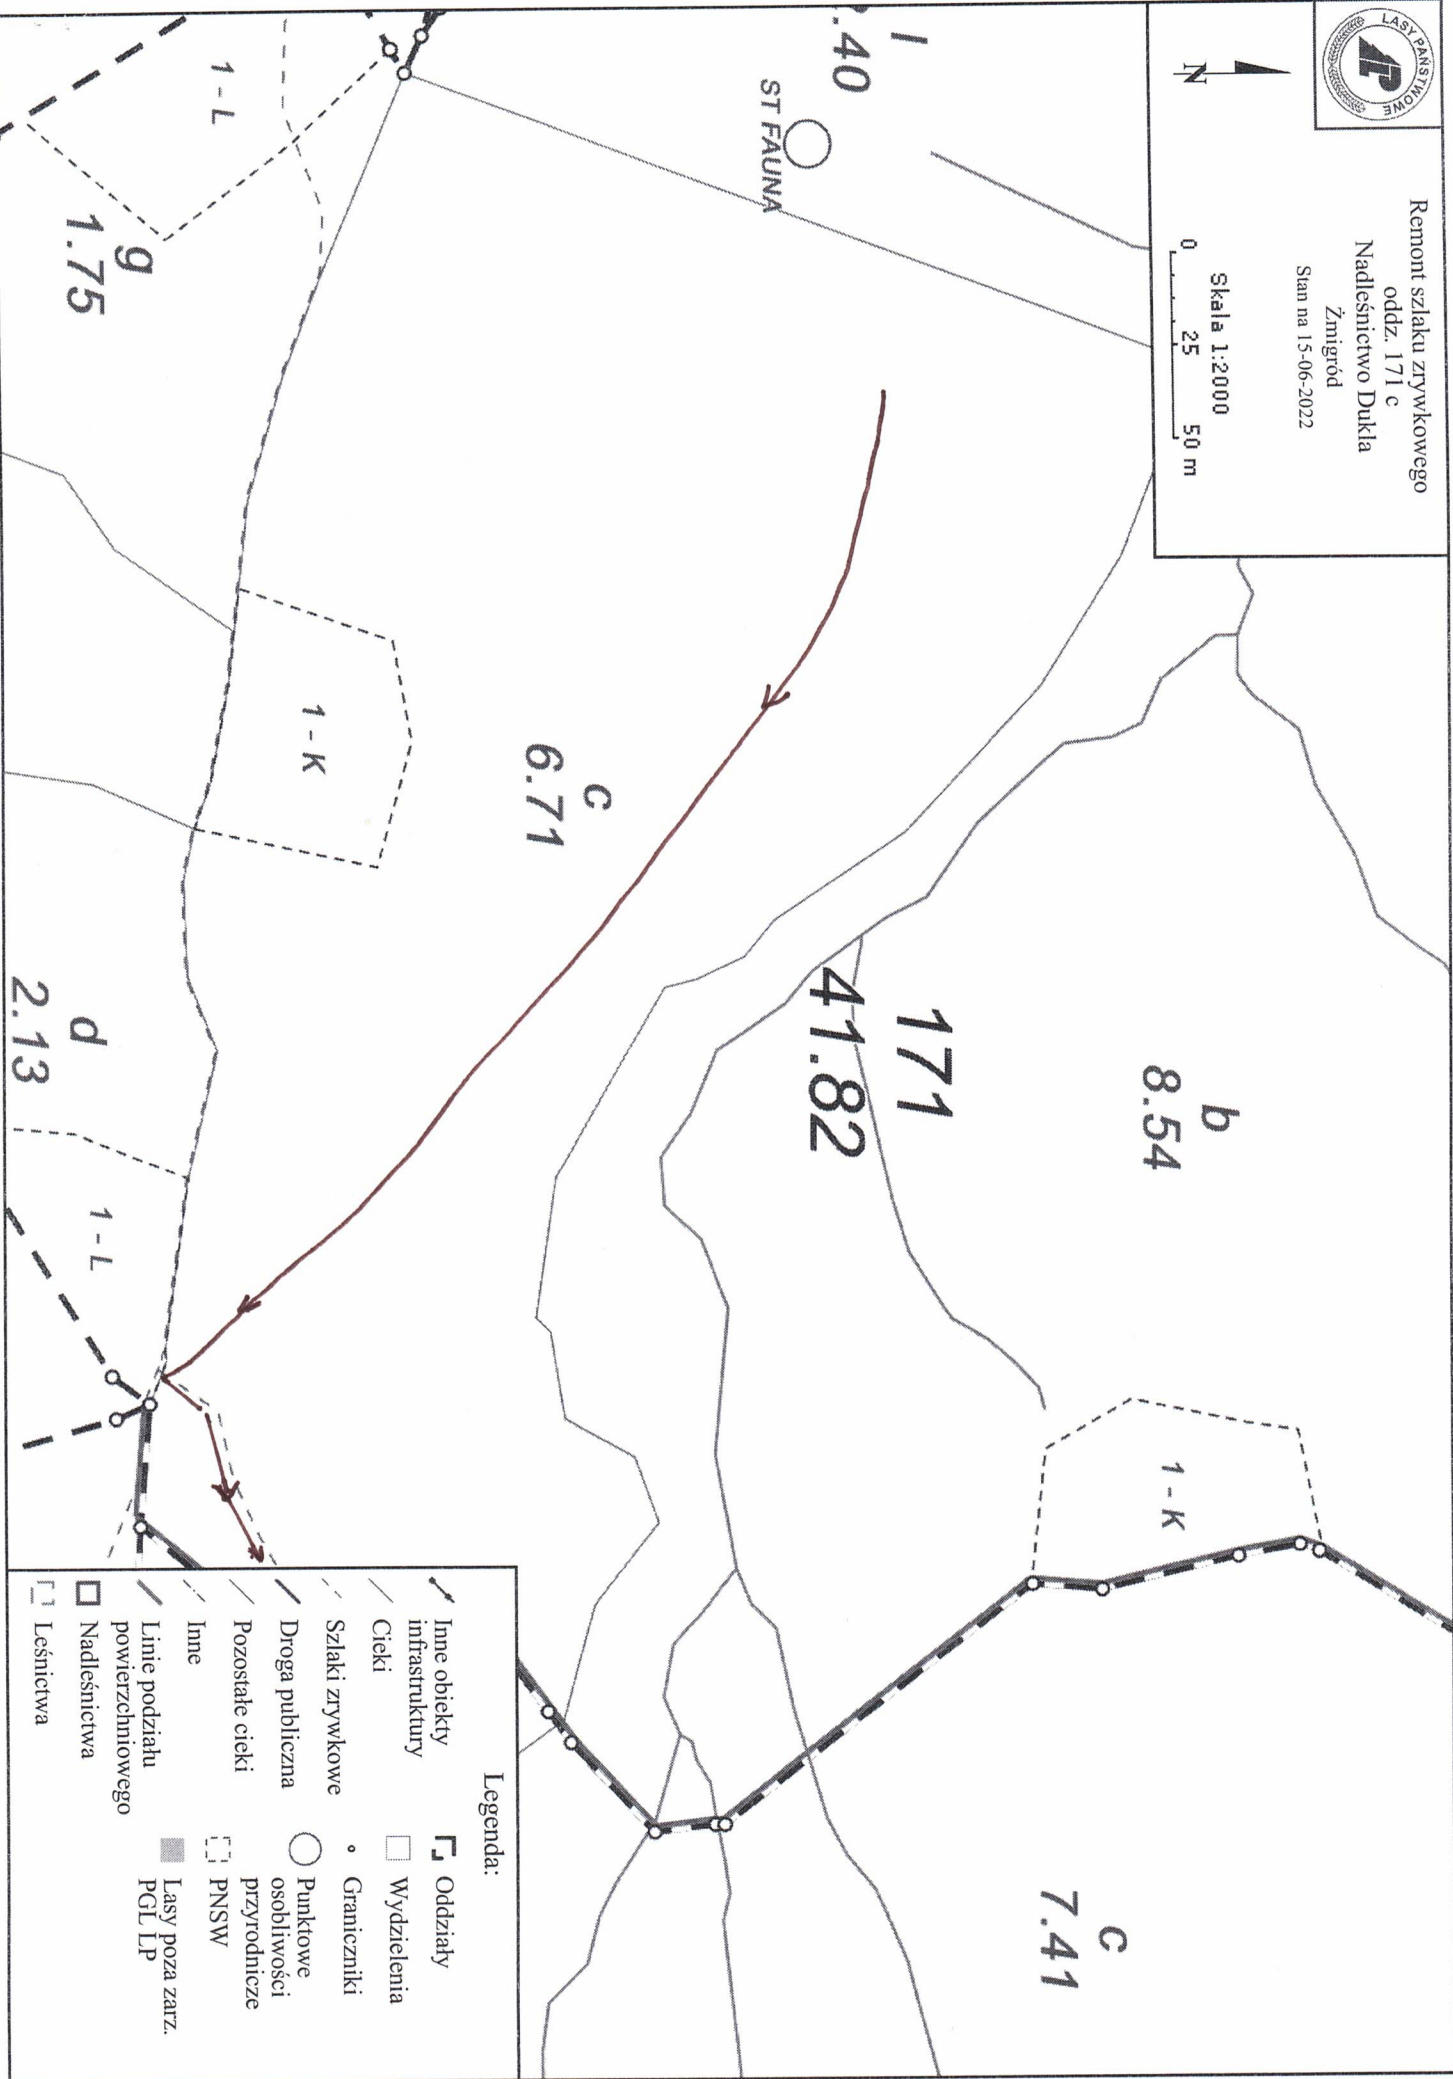 LASY PAŃSTWOWE
Remont szlaku zrywkowego
oddz. 171 c
Nadleśnictwo Dukla
Żmigród
Stan na 15-06-2022
N
Skala 1:2000
0 25 50 m
l
.40
ST FAUNA
1 - L
g
1.75
1 - K
c
6.71
b
8.54
171
41.82
d
2.13
1 - L
1 - K
c
7.41
Legenda:
Inne obiekty
infrastruktury
Cieki
Szlaki zrywkowe
Droga publiczna
Pozostałe cieki
Inne
Linie podziału
powierzchniowego
Nadleśnictwa
Leśnictwa
Oddziały
Wydzielenia
Graniczniki
Punktowe
osobliwości
przyrodnicze
PNSW
Lasy poza zarz.
PGL LP